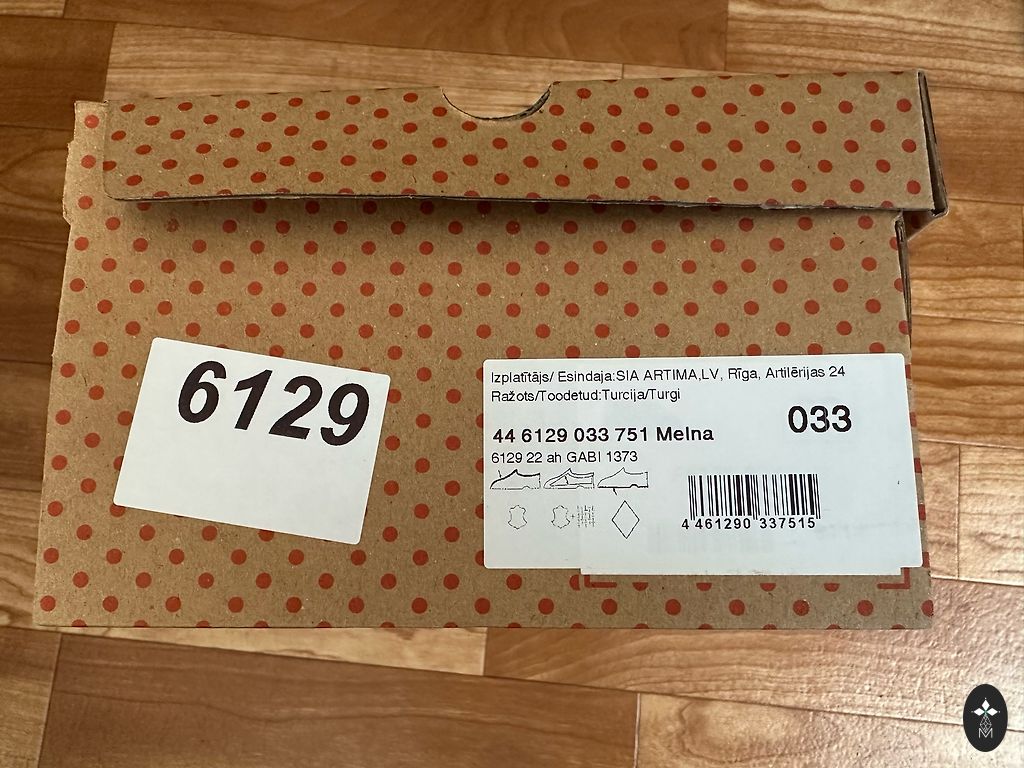 6129
Izplatītājs/ Esindaja:SIA ARTIMA,LV, Rīga, Artilērijas 24
Ražots/Toodetud:Turcija/Turgi
033
44 6129 033 751 Melna
6129 22 ah GABI 1373
4 461290 337515
M